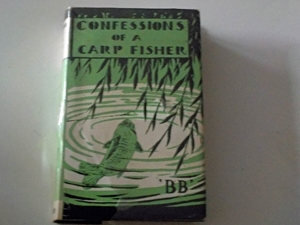 CONFESSIONS
OF A
CARP FISHER
'BB'